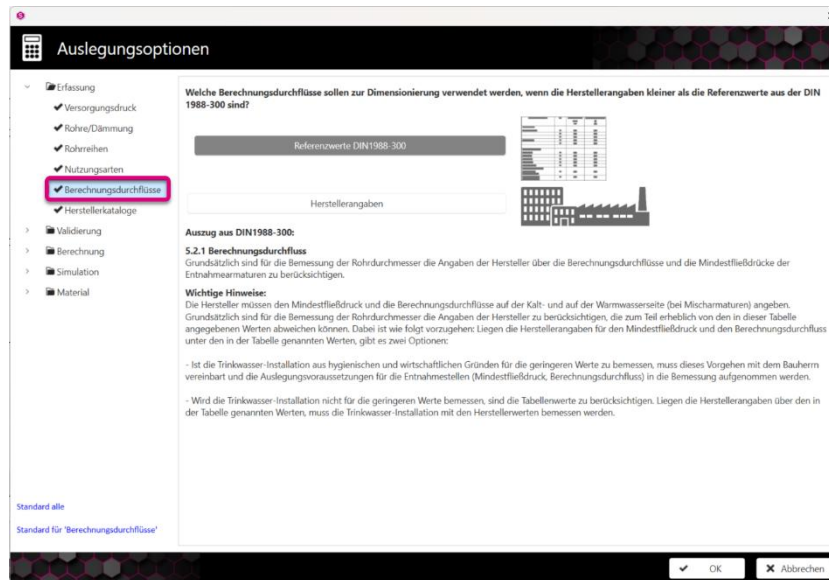 Auslegungsoptionen
Erfassung
Versorgungsdruck
Rohre/Dämmung
Rohrreihen
Nutzungsarten
Berechnungsdurchflüsse
Herstellerkataloge
Validierung
Berechnung
Simulation
Material
Standard alle
Standard für 'Berechnungsdurchflüsse'
Welche Berechnungsdurchflüsse sollen zur Dimensionierung verwendet werden, wenn die Herstellerangaben kleiner als die Referenzwerte aus der DIN
1988-300 sind?
Referenzwerte DIN1988-300
Herstellerangaben
Auszug aus DIN1988-300:
5.2.1 Berechnungsdurchfluss
Grundsätzlich sind für die Bemessung der Rohrdurchmesser die Angaben der Hersteller über die Berechnungsdurchflüsse und die Mindestfließdrücke der
Entnahmearmaturen zu berücksichtigen.
Wichtige Hinweise:
Die Hersteller müssen den Mindestfließdruck und die Berechnungsdurchflüsse auf der Kalt- und auf der Warmwasserseite (bei Mischarmaturen) angeben.
Grundsätzlich sind für die Bemessung der Rohrdurchmesser die Angaben der Hersteller zu berücksichtigen, die zum Teil erheblich von den in dieser Tabelle
angegebenen Werten abweichen können. Dabei ist wie folgt vorzugehen: Liegen die Herstellerangaben für den Mindestfließdruck und den Berechnungsdurchfluss
unter den in der Tabelle genannten Werten, gibt es zwei Optionen:
- Ist die Trinkwasser-Installation aus hygienischen und wirtschaftlichen Gründen für die geringeren Werte zu bemessen, muss dieses Vorgehen mit dem Bauherrn
vereinbart und die Auslegungsvoraussetzungen für die Entnahmestellen (Mindestfließdruck, Berechnungsdurchfluss) in die Bemessung aufgenommen werden.
- Wird die Trinkwasser-Installation nicht für die geringeren Werte bemessen, sind die Tabellenwerte zu berücksichtigen. Liegen die Herstellerangaben über den in
der Tabelle genannten Werten, muss die Trinkwasser-Installation mit den Herstellerwerten bemessen werden.
OK
Abbrechen